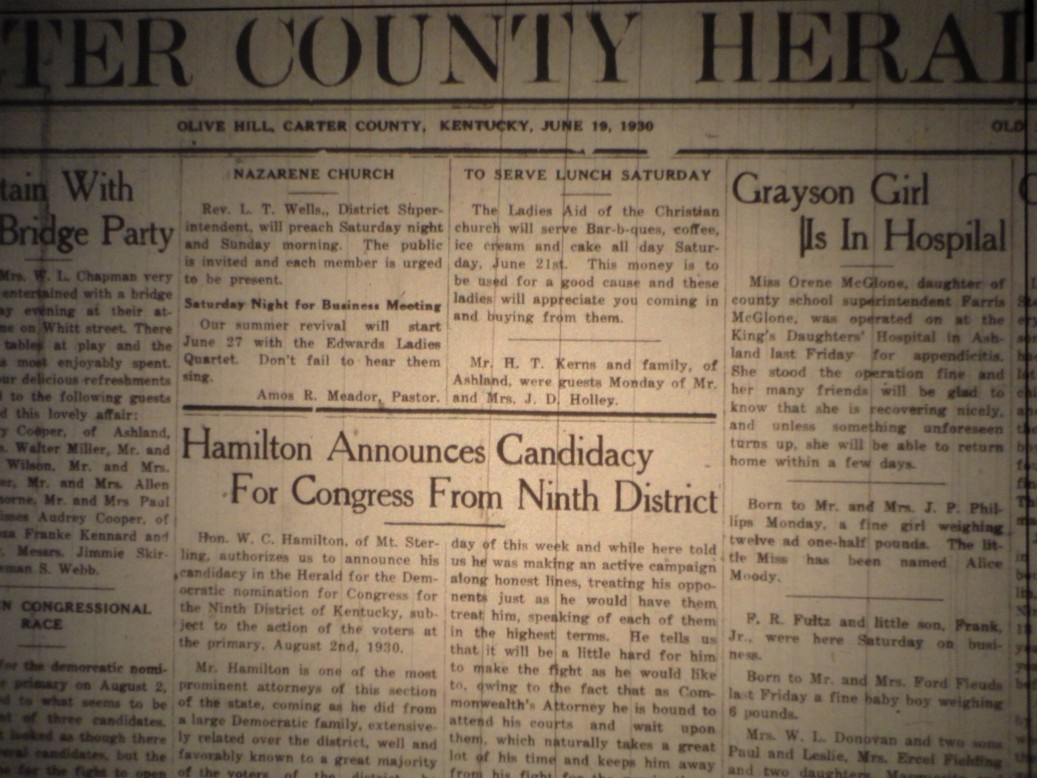 TER COUNTY HERAL
OLIVE HILL, CARTER COUNTY, KENTUCKY, JUNE 19, 1930
OLD
tain With
Bridge Party
Mrs. W. L. Chapman very
entertained with a bridge
ay evening at their at-
me on Whitt street. There
tables at play and the
s most enjoyably spent.
our delicious refreshments
d to the following guests
d this lovely affair:
y Cooper, of Ashland,
s. Walter Miller, Mr. and
Wilson, Mr. and Mrs.
er, Mr. and Mrs. Allen
horne, Mr. and Mrs Paul
isses Audrey Cooper, of
Franke Kennard and
Messrs. Jimmie Skir-
eman S. Webb.
N CONGRESSIONAL
RACE
for the demoreatic nomi-
primary on August 2,
ed to what seems to be
t of three candidates.
looked as though there
veral candidates, but the
for the fight to open
NAZARENE CHURCH
Rev. L. T. Wells,, District Super-
intendent, will preach Saturday night
and Sunday morning. The public
is invited and each member is urged
to be present.
Saturday Night for Business Meeting
Our summer revival will start
June 27 with the Edwards Ladies
Quartet. Don't fail to hear them
sing.
Amos R. Meador, Pastor.
TO SERVE LUNCH SATURDAY
The Ladies Aid of the Christian
church will serve Bar-b-ques, coffee,
ice cream and cake all day Satur-
day, June 21st. This money is to
be used for a good cause and these
ladies will appreciate you coming in
and buying from them.
Mr. H. T. Kerns and family, of
Ashland, were guests Monday of Mr.
and Mrs. J. D. Holley.
Hamilton Announces Candidacy
For Congress From Ninth District
Hon. W. C. Hamilton, of Mt. Ster-
ling, authorizes us to announce his
candidacy in the Herald for the Dem-
ocratic nomination for Congress for
the Ninth District of Kentucky, sub-
ject to the action of the voters at
the primary, August 2nd, 1930.
Mr. Hamilton is one of the most
prominent attorneys of this section
of the state, coming as he did from
a large Democratic family, extensive-
ly related over the district, well and
favorably known to a great majority
of the voters of the district by
day of this week and while here told
us he was making an active campaign
along honest lines, treating his oppo-
nents just as he would have them
treat him, speaking of each of them
in the highest terms. He tells us
that it will be a little hard for him
to make the fight as he would like
to, owing to the fact that as Com-
monwealth's Attorney he is bound to
attend his courts and wait upon
them, which naturally takes a great
lot of his time and keeps him away
from his fight for the
Grayson Girl
Is In Hospilal
Miss Orene McGlone, daughter of
county school superintendent Farris
McGlone, was operated on at the
King's Daughters' Hospital in Ash-
land last Friday for appendicitis.
She stood the operation fine and
her many friends will be glad to
know that she is recovering nicely,
and unless something unforeseen
turns up, she will be able to return
home within a few days.
Born to Mr. and Mrs. J. P. Phil-
lips Monday, a fine girl weighing
twelve ad one-half pounds. The lit-
tle Miss has been named Alice
Moody.
F. R. Fultz and little son, Frank,
Jr., were here Saturday on busi-
ness.
Born to Mr. and Mrs. Ford Fleuds
last Friday a fine baby boy weighing
6 pounds.
Mrs. W. L. Donovan and two sons
Paul and Leslie, Mrs. Ercel Fielding
and two daughters